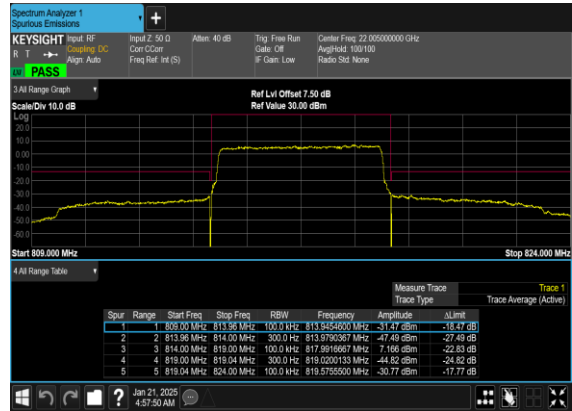 Spectrum Analyzer 1
Spurious Emissions
KEYSIGHT Input: RF Input Z: 50 Ω Atten: 40 dB Trig: Free Run Center Freq: 22.005000000 GHz
R T Coupling: DC Corr CCorr Gate: Off Avg|Hold: 100/100
Align: Auto Freq Ref: Int (S) IF Gain: Low Radio Std: None
PASS
3 All Range Graph
Ref Lvl Offset 7.50 dB
Scale/Div 10.0 dB Ref Value 30.00 dBm
Log
20.0
10.0
0.00
-10.0
-20.0
-30.0
-40.0
-50.0
-60.0
Start 809.000 MHz Stop 824.000 MHz
4 All Range Table
Measure Trace Trace 1
Trace Type Trace Average (Active)
Spur Range Start Freq Stop Freq RBW Frequency Amplitude ΔLimit
1 1 809.00 MHz 813.96 MHz 100.0 kHz 813.9454600 MHz -31.47 dBm -18.47 dB
2 2 813.96 MHz 814.00 MHz 300.0 Hz 813.9790367 MHz -47.49 dBm -27.49 dB
3 3 814.00 MHz 819.00 MHz 100.0 kHz 817.9916667 MHz 7.166 dBm -22.83 dB
4 4 819.00 MHz 819.04 MHz 300.0 Hz 819.0200133 MHz -44.82 dBm -24.82 dB
5 5 819.04 MHz 824.00 MHz 100.0 kHz 819.5755500 MHz -30.77 dBm -17.77 dB
Jan 21, 2025
4:57:50 AM